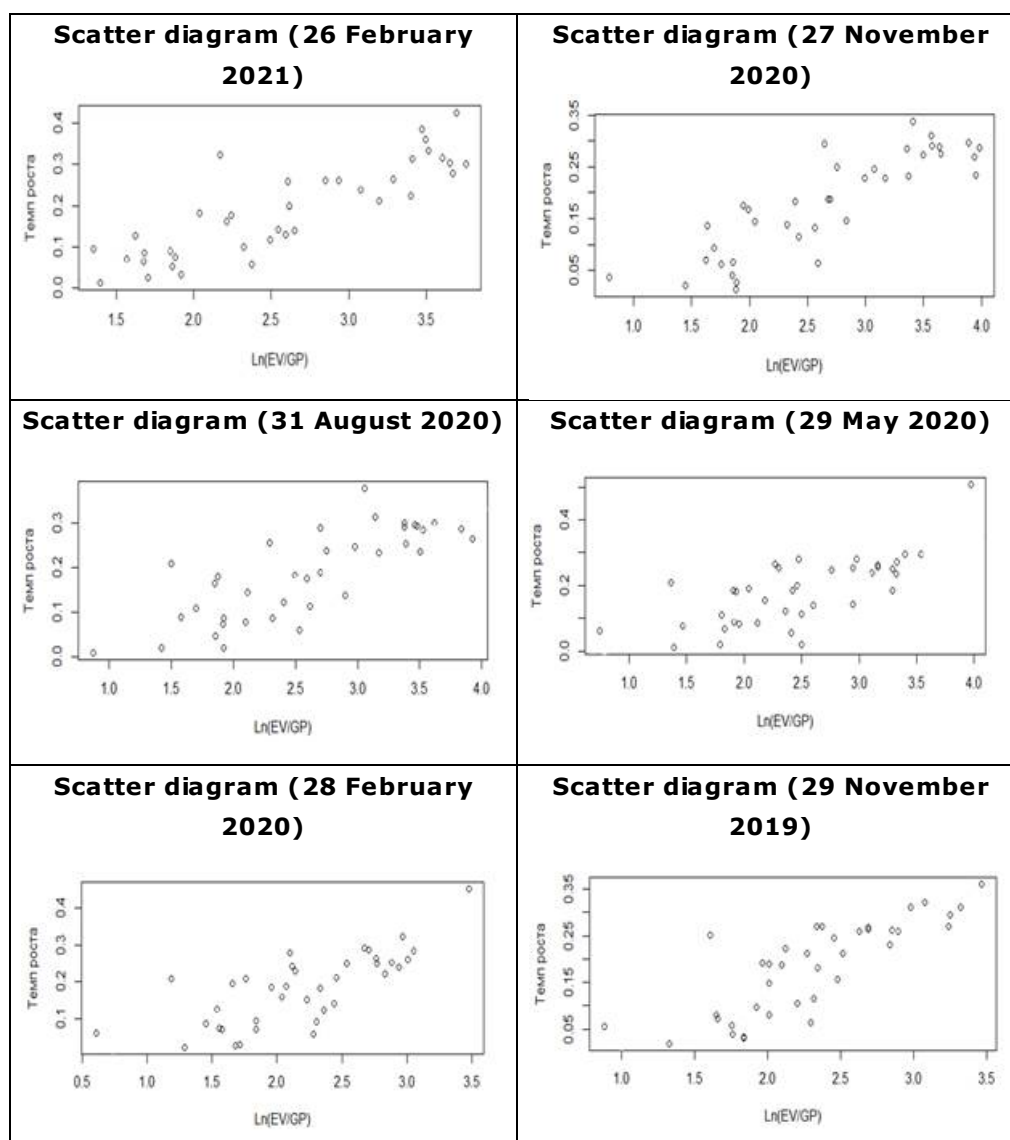 Scatter diagram (26 February
2021)
0.4
0.3
0.2
0.1
0.0
Темп роста
1.5 2.0 2.5 3.0 3.5
Ln(EV/GP)
Scatter diagram (27 November
2020)
0.35
0.25
0.15
0.05
Темп роста
1.0 1.5 2.0 2.5 3.0 3.5 4.0
Ln(EV/GP)
Scatter diagram (31 August 2020)
0.3
0.2
0.1
0.0
Темп роста
1.0 1.5 2.0 2.5 3.0 3.5 4.0
Ln(EV/GP)
Scatter diagram (29 May 2020)
0.4
0.2
0.0
Темп роста
1.0 1.5 2.0 2.5 3.0 3.5 4.0
Ln(EV/GP)
Scatter diagram (28 February
2020)
0.4
0.3
0.2
0.1
Темп роста
0.5 1.0 1.5 2.0 2.5 3.0 3.5
Ln(EV/GP)
Scatter diagram (29 November
2019)
0.35
0.25
0.15
0.05
Темп роста
1.0 1.5 2.0 2.5 3.0 3.5
Ln(EV/GP)